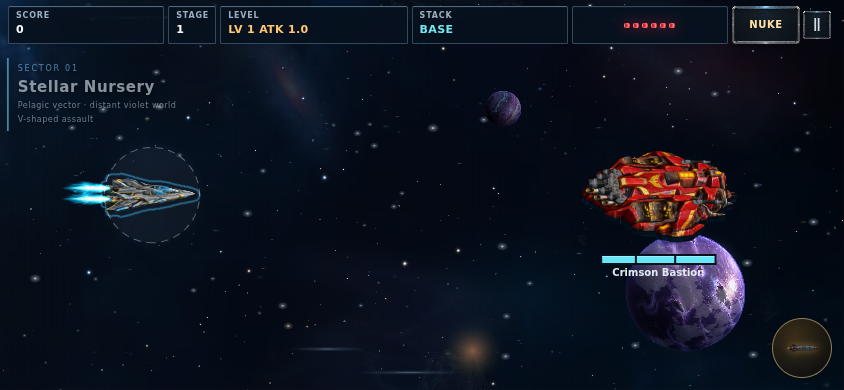 SCORE
0
STAGE
1
LEVEL
LV 1 ATK 1.0
STACK
BASE
NUKE
SECTOR 01
Stellar Nursery
Pelagic vector · distant violet world
V-shaped assault
Crimson Bastion